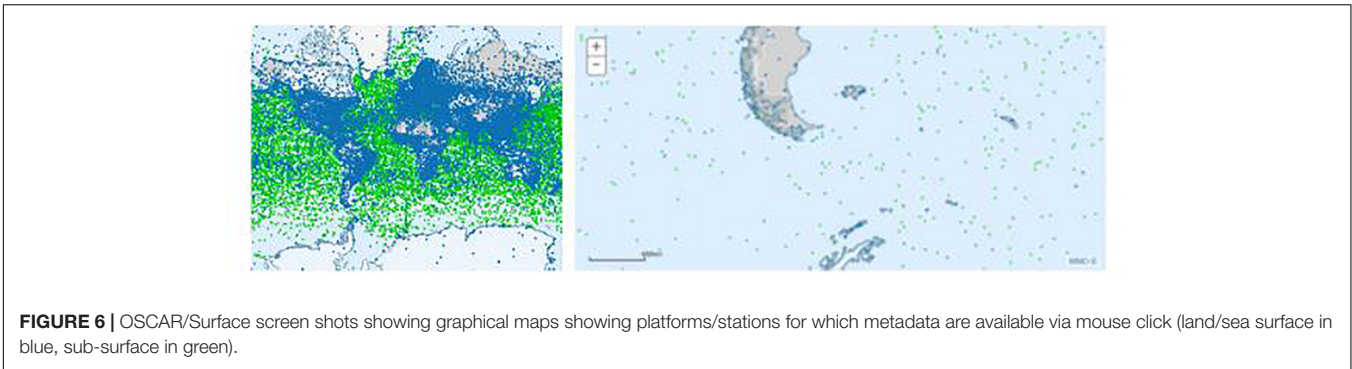 +
−
FIGURE 6 | OSCAR/Surface screen shots showing graphical maps showing platforms/stations for which metadata are available via mouse click (land/sea surface in
blue, sub-surface in green).